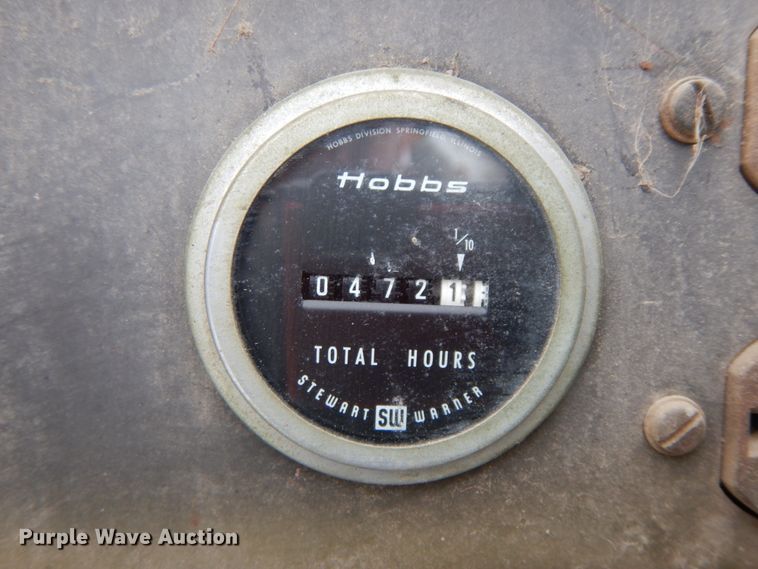 HOBBS DIVISION SPRINGFIELD, ILLINOIS
Hobbs
1/10
0 4 7 2 1
TOTAL HOURS
STEWART SW WARNER
Purple Wave Auction